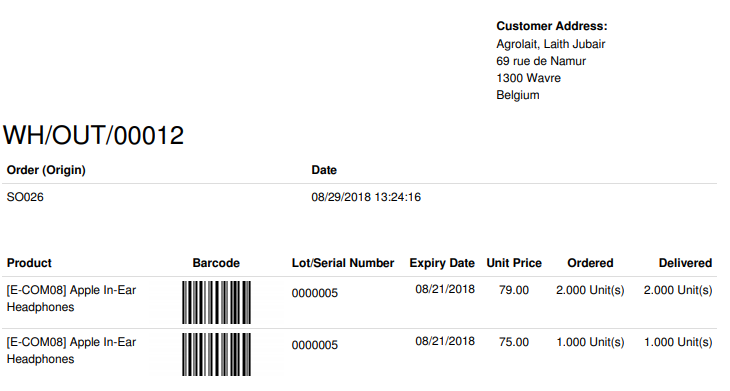 Customer Address:
Agrolait, Laith Jubair
69 rue de Namur
1300 Wavre
Belgium
WH/OUT/00012
Order (Origin) Date
SO026 08/29/2018 13:24:16
Product Barcode Lot/Serial Number Expiry Date Unit Price Ordered Delivered
[E-COM08] Apple In-Ear 0000005 08/21/2018 79.00 2.000 Unit(s) 2.000 Unit(s)
Headphones
[E-COM08] Apple In-Ear 0000005 08/21/2018 75.00 1.000 Unit(s) 1.000 Unit(s)
Headphones